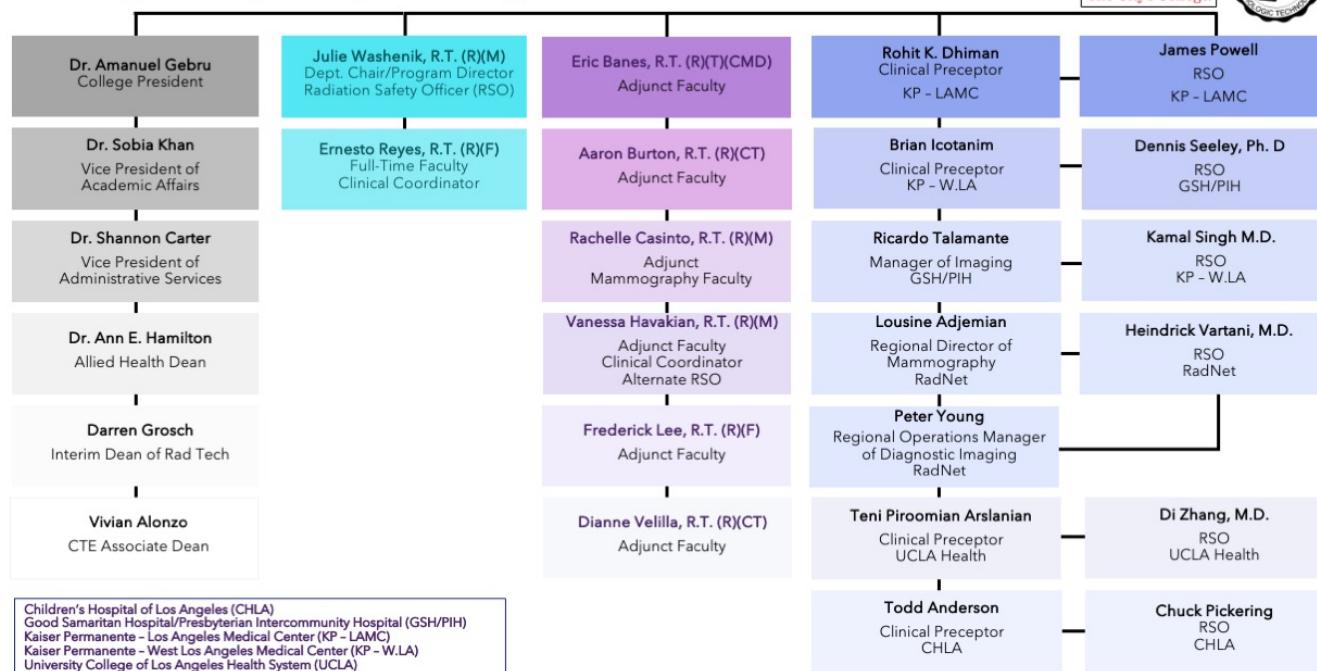 OLOGIC TECHNO
Dr. Amanuel Gebru
College President
Dr. Sobia Khan
Vice President of
Academic Affairs
Dr. Shannon Carter
Vice President of
Administrative Services
Dr. Ann E. Hamilton
Allied Health Dean
Darren Grosch
Interim Dean of Rad Tech
Vivian Alonzo
CTE Associate Dean
Julie Washenik, R.T. (R)(M)
Dept. Chair/Program Director
Radiation Safety Officer (RSO)
Ernesto Reyes, R.T. (R)(F)
Full-Time Faculty
Clinical Coordinator
Eric Banes, R.T. (R)(T)(CMD)
Adjunct Faculty
Aaron Burton, R.T. (R)(CT)
Adjunct Faculty
Rachelle Casinto, R.T. (R)(M)
Adjunct
Mammography Faculty
Vanessa Havakian, R.T. (R)(M)
Adjunct Faculty
Clinical Coordinator
Alternate RSO
Frederick Lee, R.T. (R)(F)
Adjunct Faculty
Dianne Velilla, R.T. (R)(CT)
Adjunct Faculty
Rohit K. Dhiman
Clinical Preceptor
KP - LAMC
James Powell
RSO
KP - LAMC
Brian Icotanim
Clinical Preceptor
KP - W.LA
Dennis Seeley, Ph. D
RSO
GSH/PIH
Ricardo Talamante
Manager of Imaging
GSH/PIH
Kamal Singh M.D.
RSO
KP - W.LA
Lousine Adjemian
Regional Director of
Mammography
RadNet
Heindrick Vartani, M.D.
RSO
RadNet
Peter Young
Regional Operations Manager
of Diagnostic Imaging
RadNet
Teni Piroomian Arslanian
Clinical Preceptor
UCLA Health
Di Zhang, M.D.
RSO
UCLA Health
Todd Anderson
Clinical Preceptor
CHLA
Chuck Pickering
RSO
CHLA
Children's Hospital of Los Angeles (CHLA)
Good Samaritan Hospital/Presbyterian Intercommunity Hospital (GSH/PIH)
Kaiser Permanente - Los Angeles Medical Center (KP - LAMC)
Kaiser Permanente - West Los Angeles Medical Center (KP - W.LA)
University College of Los Angeles Health System (UCLA)